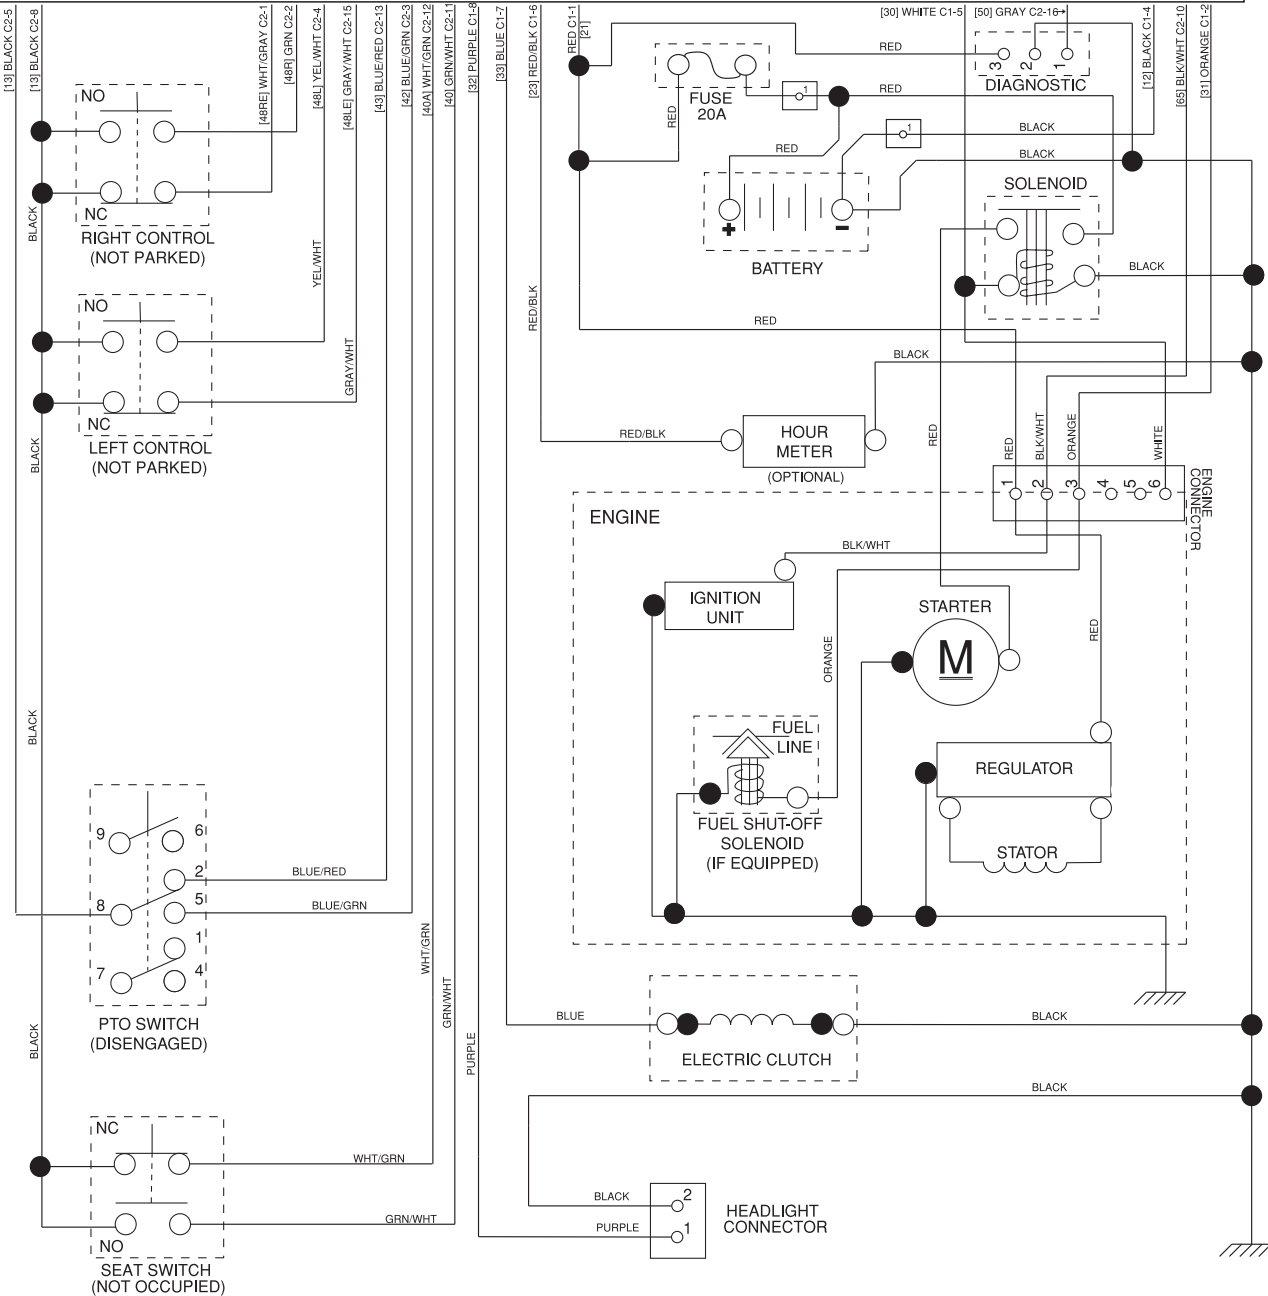 [13] BLACK C2-5
[13] BLACK C2-8
[48RE] WHT/GRAY C2-1
[48R] GRN C2-2
[48L] YEL/WHT C2-4
[48LE] GRAY/WHT C2-15
[43] BLUE/RED C2-13
[42] BLUE/GRN C2-3
[40A] WHT/GRN C2-12
[40] GRN/WHT C2-11
[32] PURPLE C1-8
[33] BLUE C1-7
[23] RED/BLK C1-6
RED C1-1
[21]
[30] WHITE C1-5
[50] GRAY C2-16
[12] BLACK C1-4
[65] BLK/WHT C2-10
[31] ORANGE C1-2
NO
NC
BLACK
RIGHT CONTROL
(NOT PARKED)
YEL/WHT
NO
GRAY/WHT
NC
BLACK
LEFT CONTROL
(NOT PARKED)
RED
3
2
1
DIAGNOSTIC
FUSE
20A
RED
1
RED
1
BLACK
RED
BLACK
SOLENOID
+
-
BATTERY
BLACK
RED/BLK
RED
BLACK
RED/BLK
HOUR
METER
(OPTIONAL)
RED
RED
BLK/WHT
ORANGE
WHITE
1
2
3
4
5
6
ENGINE
CONNECTOR
ENGINE
BLK/WHT
IGNITION
UNIT
ORANGE
STARTER
M
RED
FUEL
LINE
FUEL SHUT-OFF
SOLENOID
(IF EQUIPPED)
REGULATOR
STATOR
BLACK
9
6
2
BLUE/RED
8
5
BLUE/GRN
1
7
4
PTO SWITCH
(DISENGAGED)
WHT/GRN
GRN/WHT
BLACK
PURPLE
BLUE
BLACK
ELECTRIC CLUTCH
BLACK
NC
WHT/GRN
GRN/WHT
NO
SEAT SWITCH
(NOT OCCUPIED)
BLACK
2
PURPLE
1
HEADLIGHT
CONNECTOR